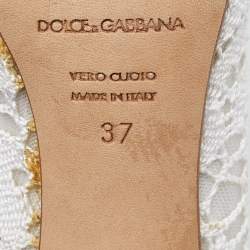 DOLCE & GABBANA
VERO CUOIO
MADE IN ITALY
37